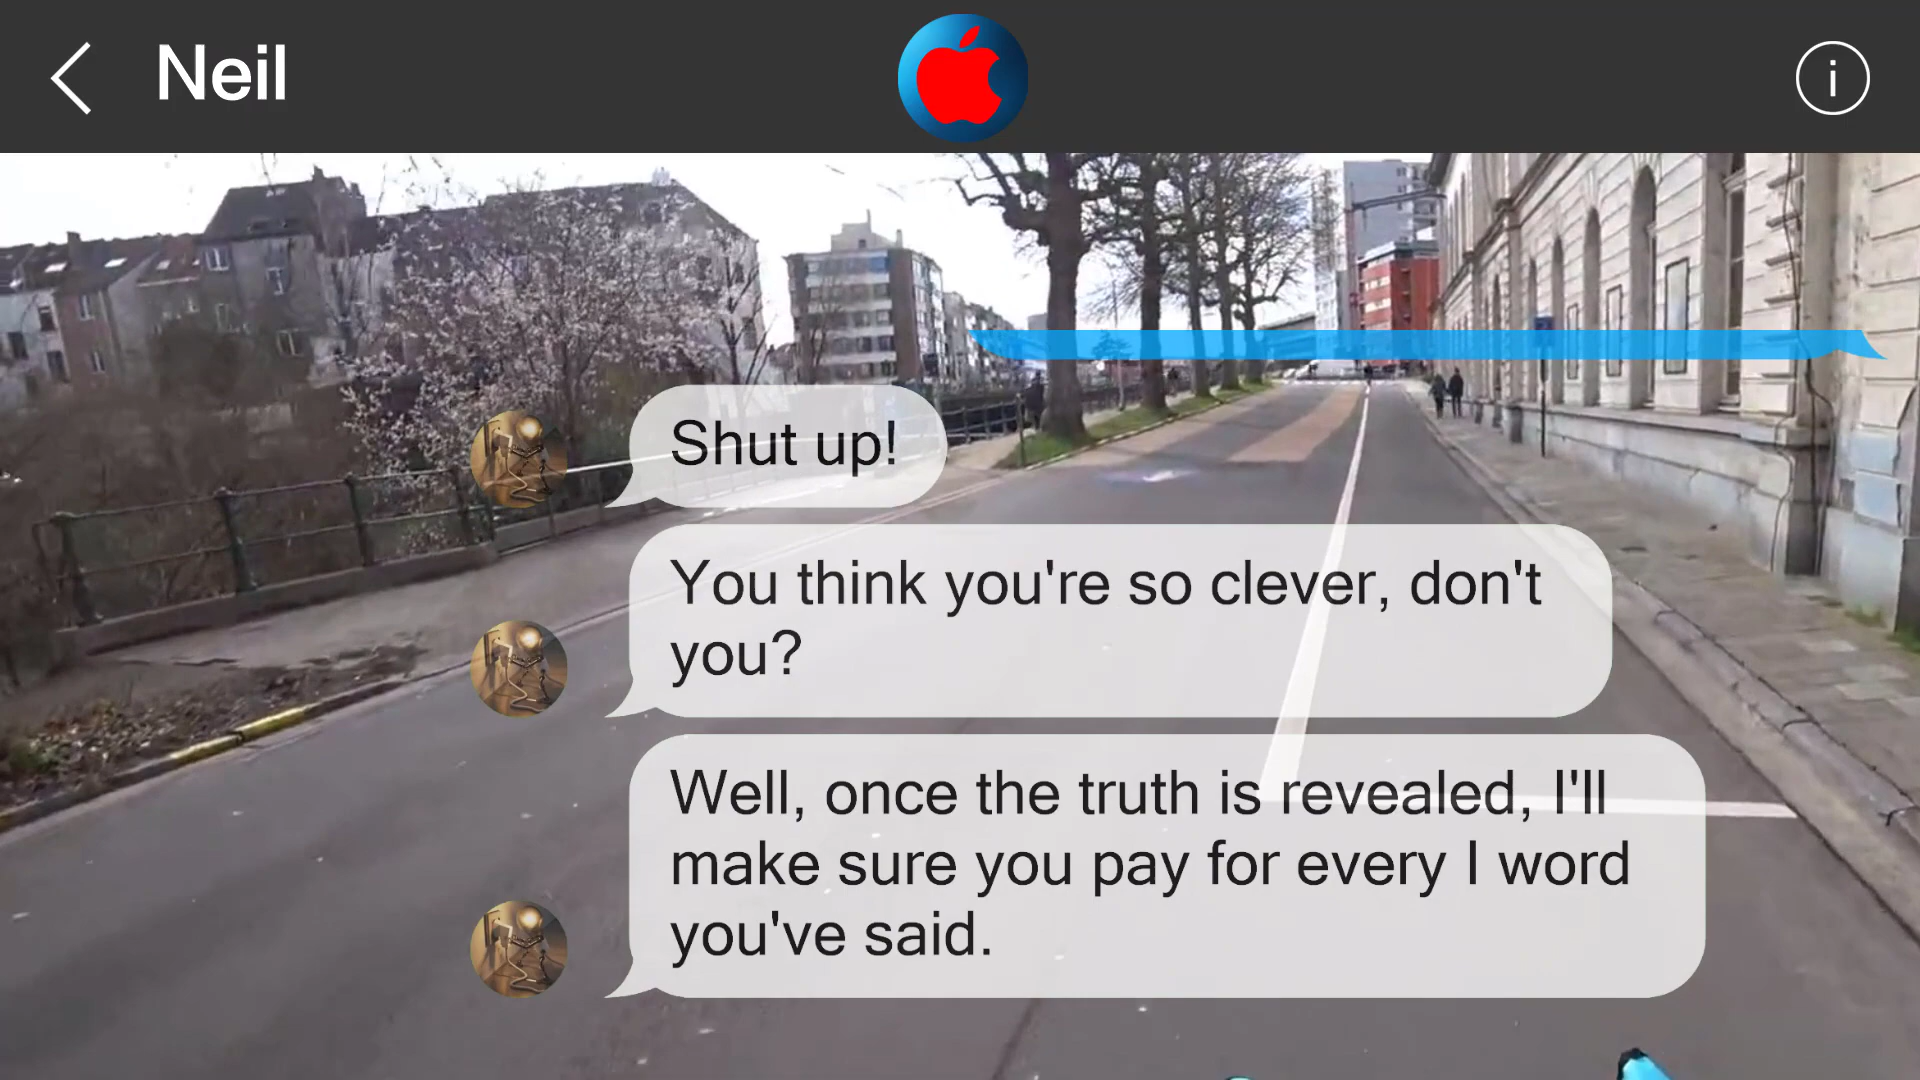 Neil
i
Shut up!
You think you're so clever, don't
you?
Well, once the truth is revealed, I'll
make sure you pay for every I word
you've said.